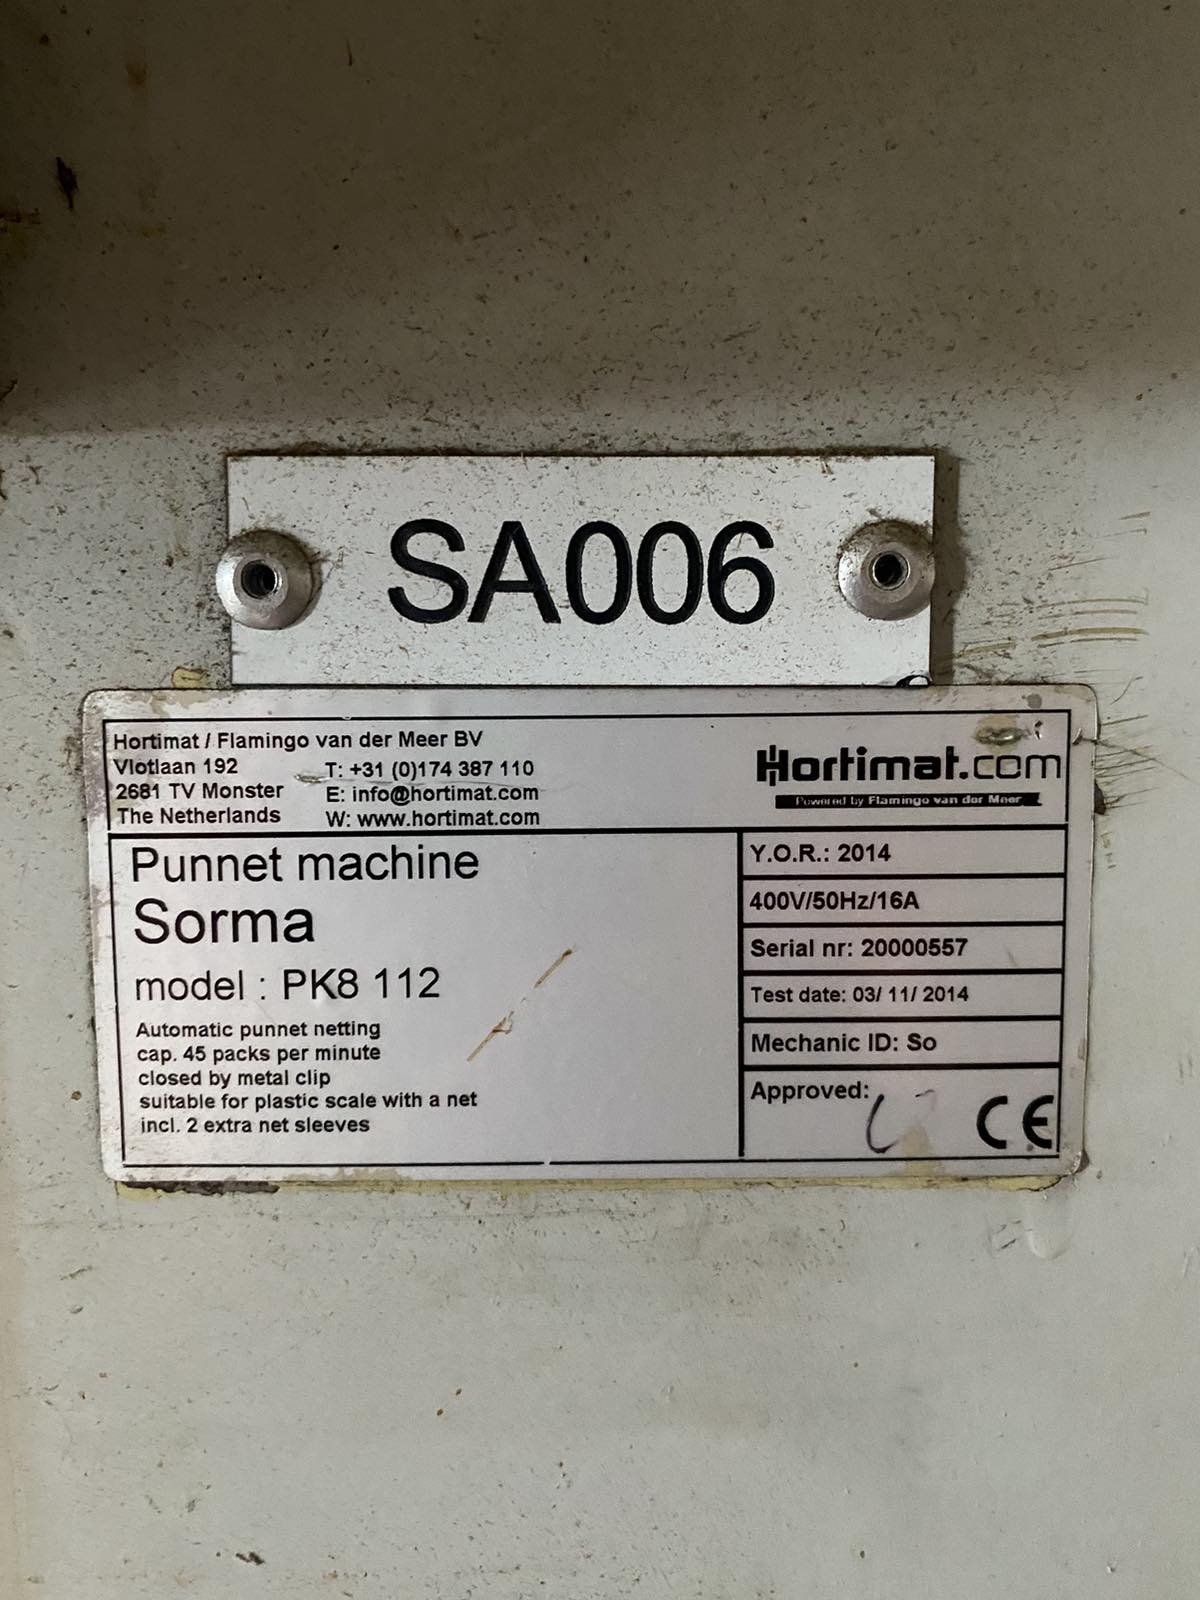 SA006
Hortimat / Flamingo van der Meer BV
Vlotlaan 192
T: +31 (0)174 387 110
2681 TV Monster
E: info@hortimat.com
The Netherlands
W: www.hortimat.com
Hortimat.com
Powered by Flamingo van der Meer
Punnet machine
Sorma
model : PK8 112
Automatic punnet netting
cap. 45 packs per minute
closed by metal clip
suitable for plastic scale with a net
incl. 2 extra net sleeves
Y.O.R.: 2014
400V/50Hz/16A
Serial nr: 20000557
Test date: 03/ 11/ 2014
Mechanic ID: So
Approved:
CE